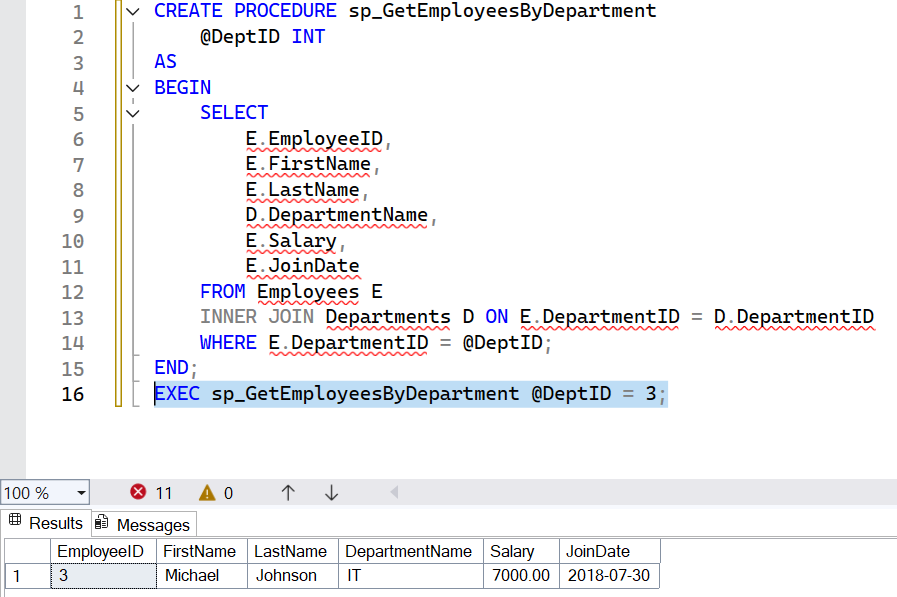 1 CREATE PROCEDURE sp_GetEmployeesByDepartment
2 @DeptID INT
3 AS
4 BEGIN
5 SELECT
6 E.EmployeeID,
7 E.FirstName,
8 E.LastName,
9 D.DepartmentName,
10 E.Salary,
11 E.JoinDate
12 FROM Employees E
13 INNER JOIN Departments D ON E.DepartmentID = D.DepartmentID
14 WHERE E.DepartmentID = @DeptID;
15 END;
16 EXEC sp_GetEmployeesByDepartment @DeptID = 3;
100 % 11 0
Results Messages
EmployeeID FirstName LastName DepartmentName Salary JoinDate
1 3 Michael Johnson IT 7000.00 2018-07-30